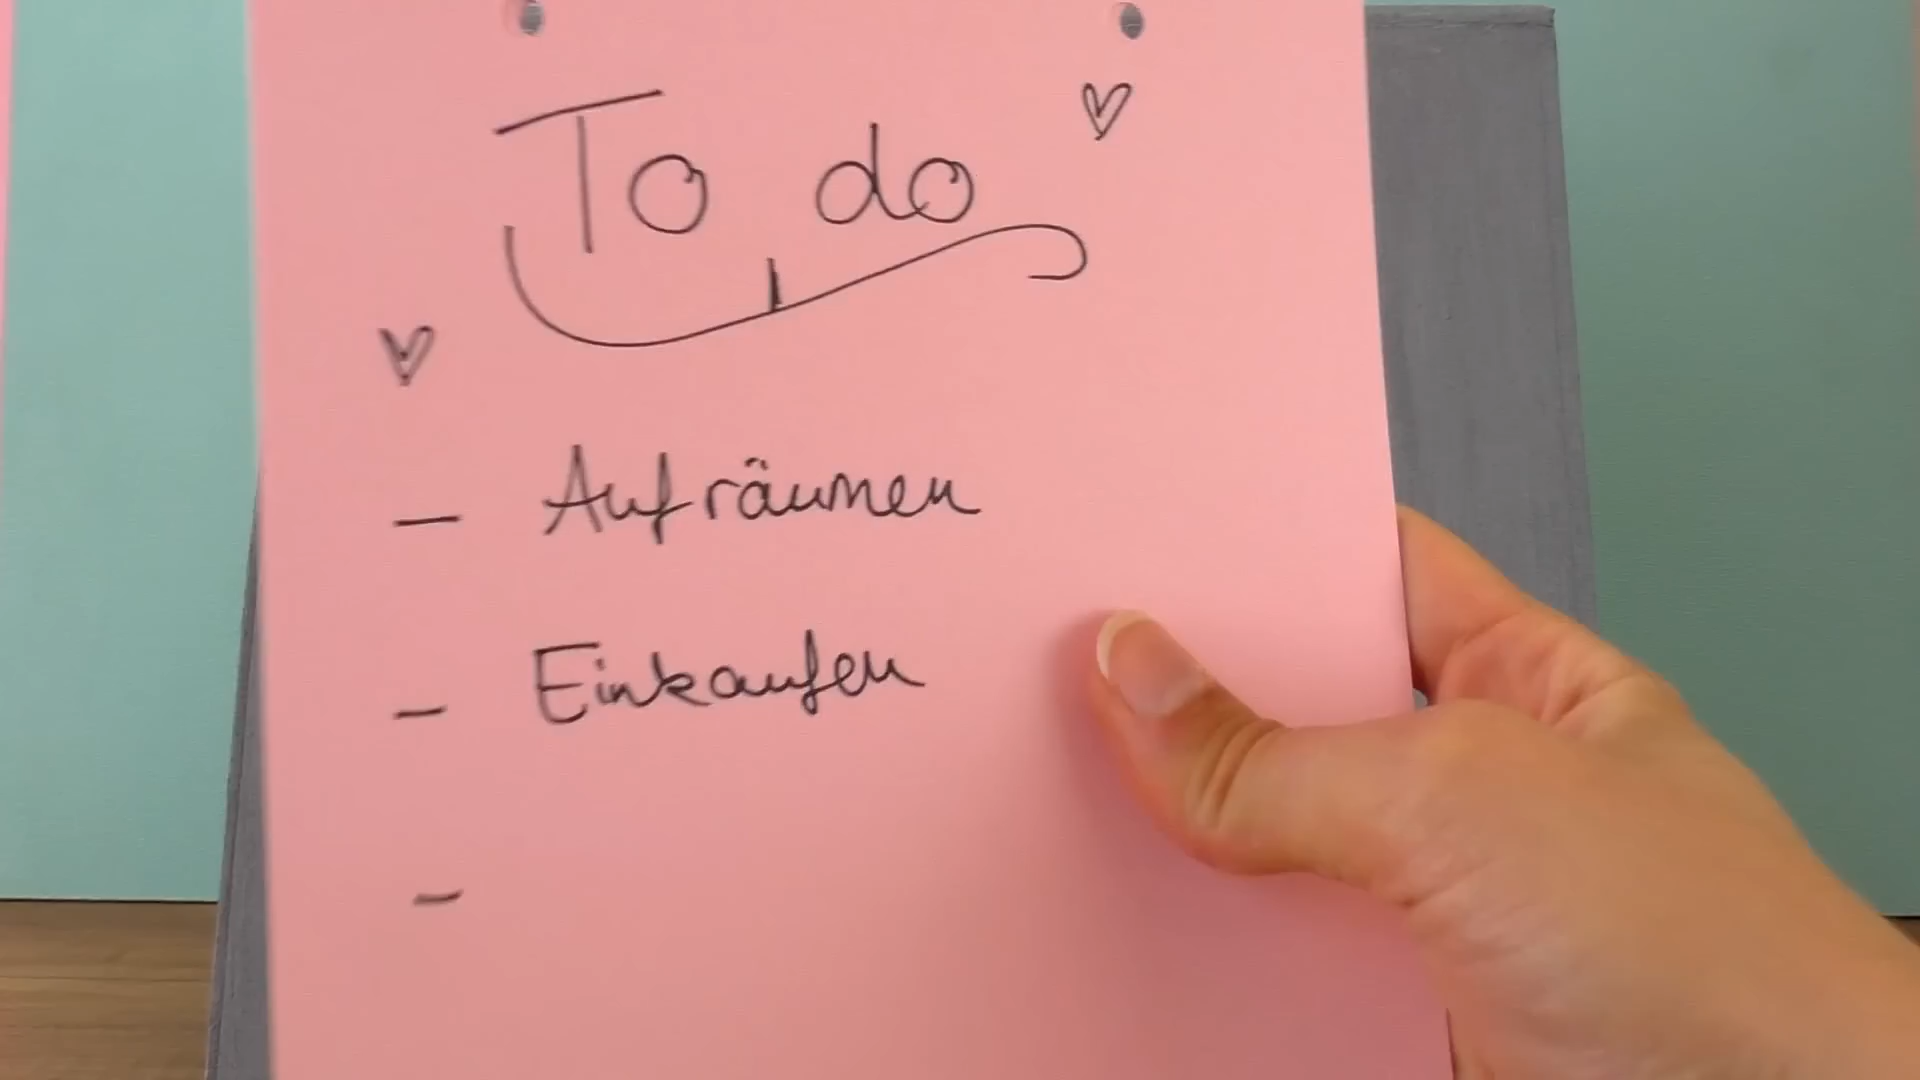 To do
- Aufräumen
- Einkaufen
-